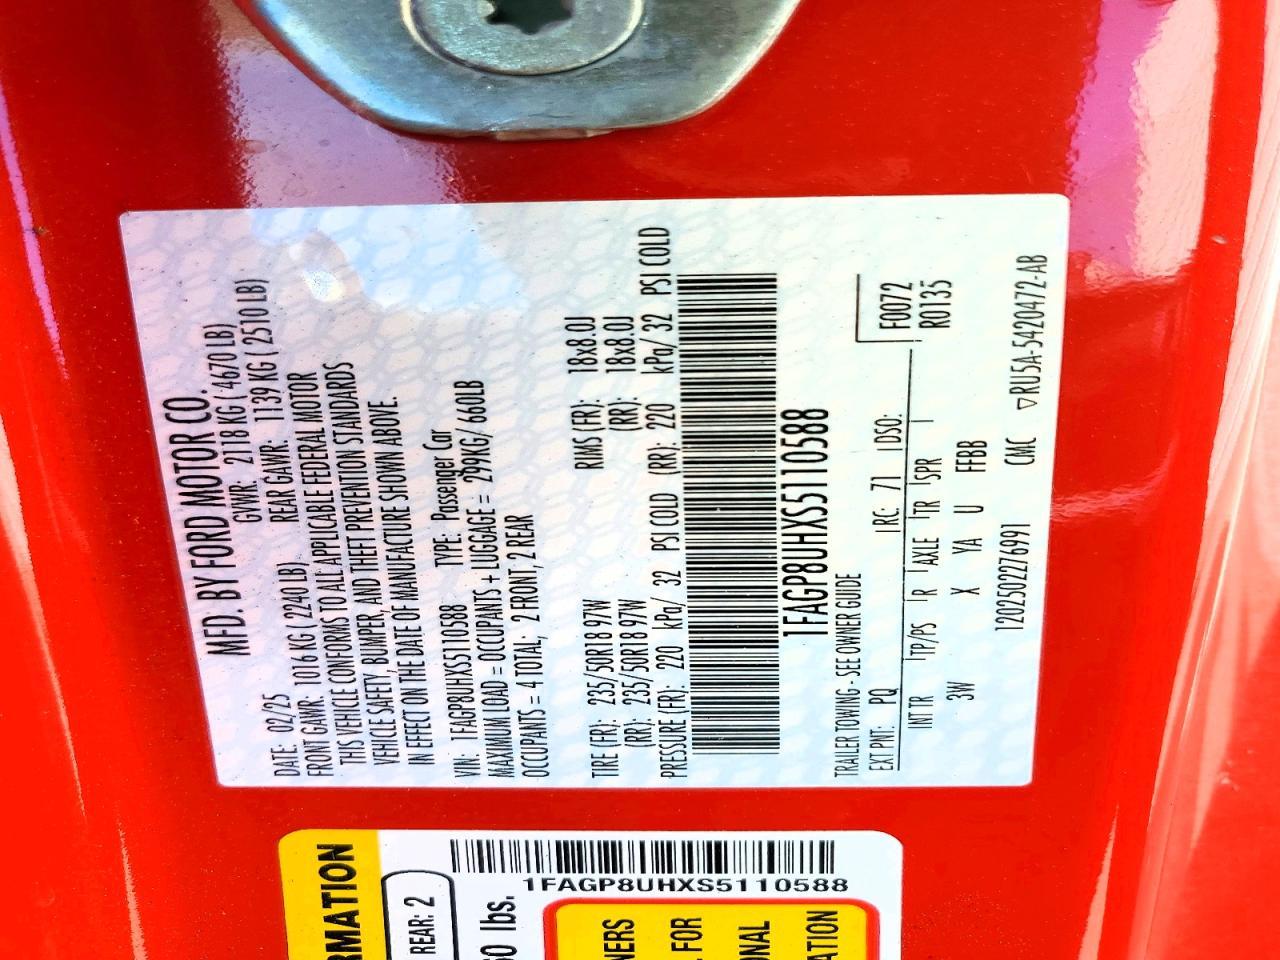 MFD. BY FORD MOTOR CO.
DATE: 02/25 GVWR: 2118 KG ( 4670 LB)
FRONT GAWR: 1016 KG ( 2240 LB) REAR GAWR: 1139 KG ( 2510 LB)
THIS VEHICLE CONFORMS TO ALL APPLICABLE FEDERAL MOTOR
VEHICLE SAFETY, BUMPER, AND THEFT PREVENTION STANDARDS
IN EFFECT ON THE DATE OF MANUFACTURE SHOWN ABOVE.
VIN: 1FAGP8UHXS5110588 TYPE: Passenger Car
MAXIMUM LOAD = OCCUPANTS + LUGGAGE = 299KG/ 660LB
OCCUPANTS = 4 TOTAL; 2 FRONT, 2 REAR
TIRE (FR): 235/50R18 97W RIMS (FR): 18x8.0J
(RR): 235/50R18 97W (RR): 18x8.0J
PRESSURE (FR): 220 kPa/ 32 PSI COLD (RR): 220 kPa/ 32 PSI COLD
1FAGP8UHXS5110588
TRAILER TOWING - SEE OWNER GUIDE
F0072
EXT PNT: PQ RC: 71 DSO: R0135
INT TR TP/PS R AXLE TR SPR
3W X YA U FFBB
12025022769​91 CMC ▽RU5A-5420472-AB
1FAGP8UHXS5110588
RMATION
REAR: 2
60 lbs.
NERS
FOR
ONAL
ATION